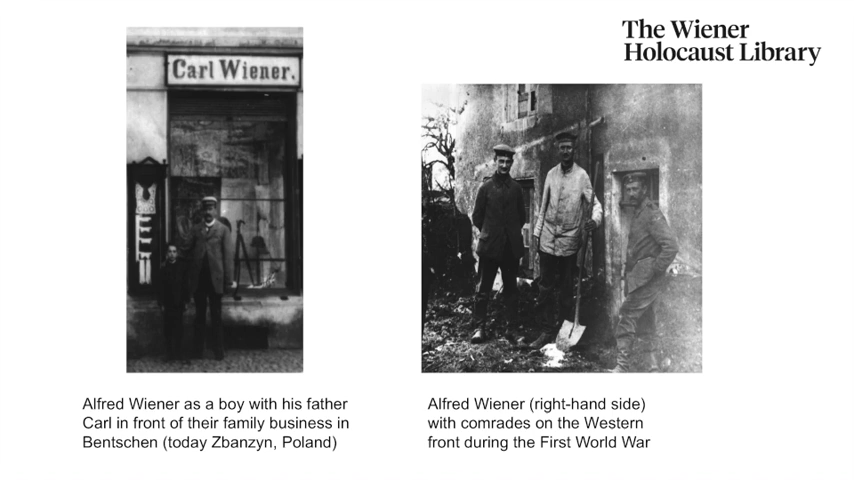 The Wiener
Holocaust Library
Carl Wiener.
Alfred Wiener as a boy with his father
Carl in front of their family business in
Bentschen (today Zbanzyn, Poland)
Alfred Wiener (right-hand side)
with comrades on the Western
front during the First World War